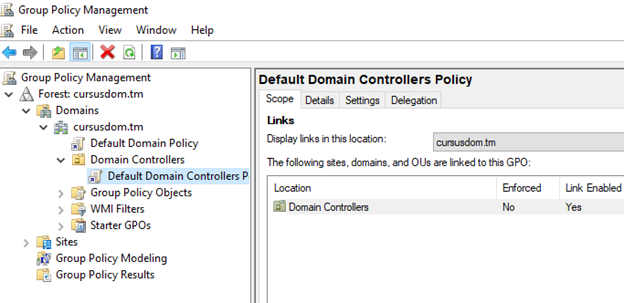 Group Policy Management
File Action View Window Help
Group Policy Management
Forest: cursusdom.tm
Domains
cursusdom.tm
Default Domain Policy
Domain Controllers
Default Domain Controllers P
Group Policy Objects
WMI Filters
Starter GPOs
Sites
Group Policy Modeling
Group Policy Results
Default Domain Controllers Policy
Scope Details Settings Delegation
Links
Display links in this location: cursusdom.tm
The following sites, domains, and OUs are linked to this GPO:
Location Enforced Link Enabled
Domain Controllers No Yes